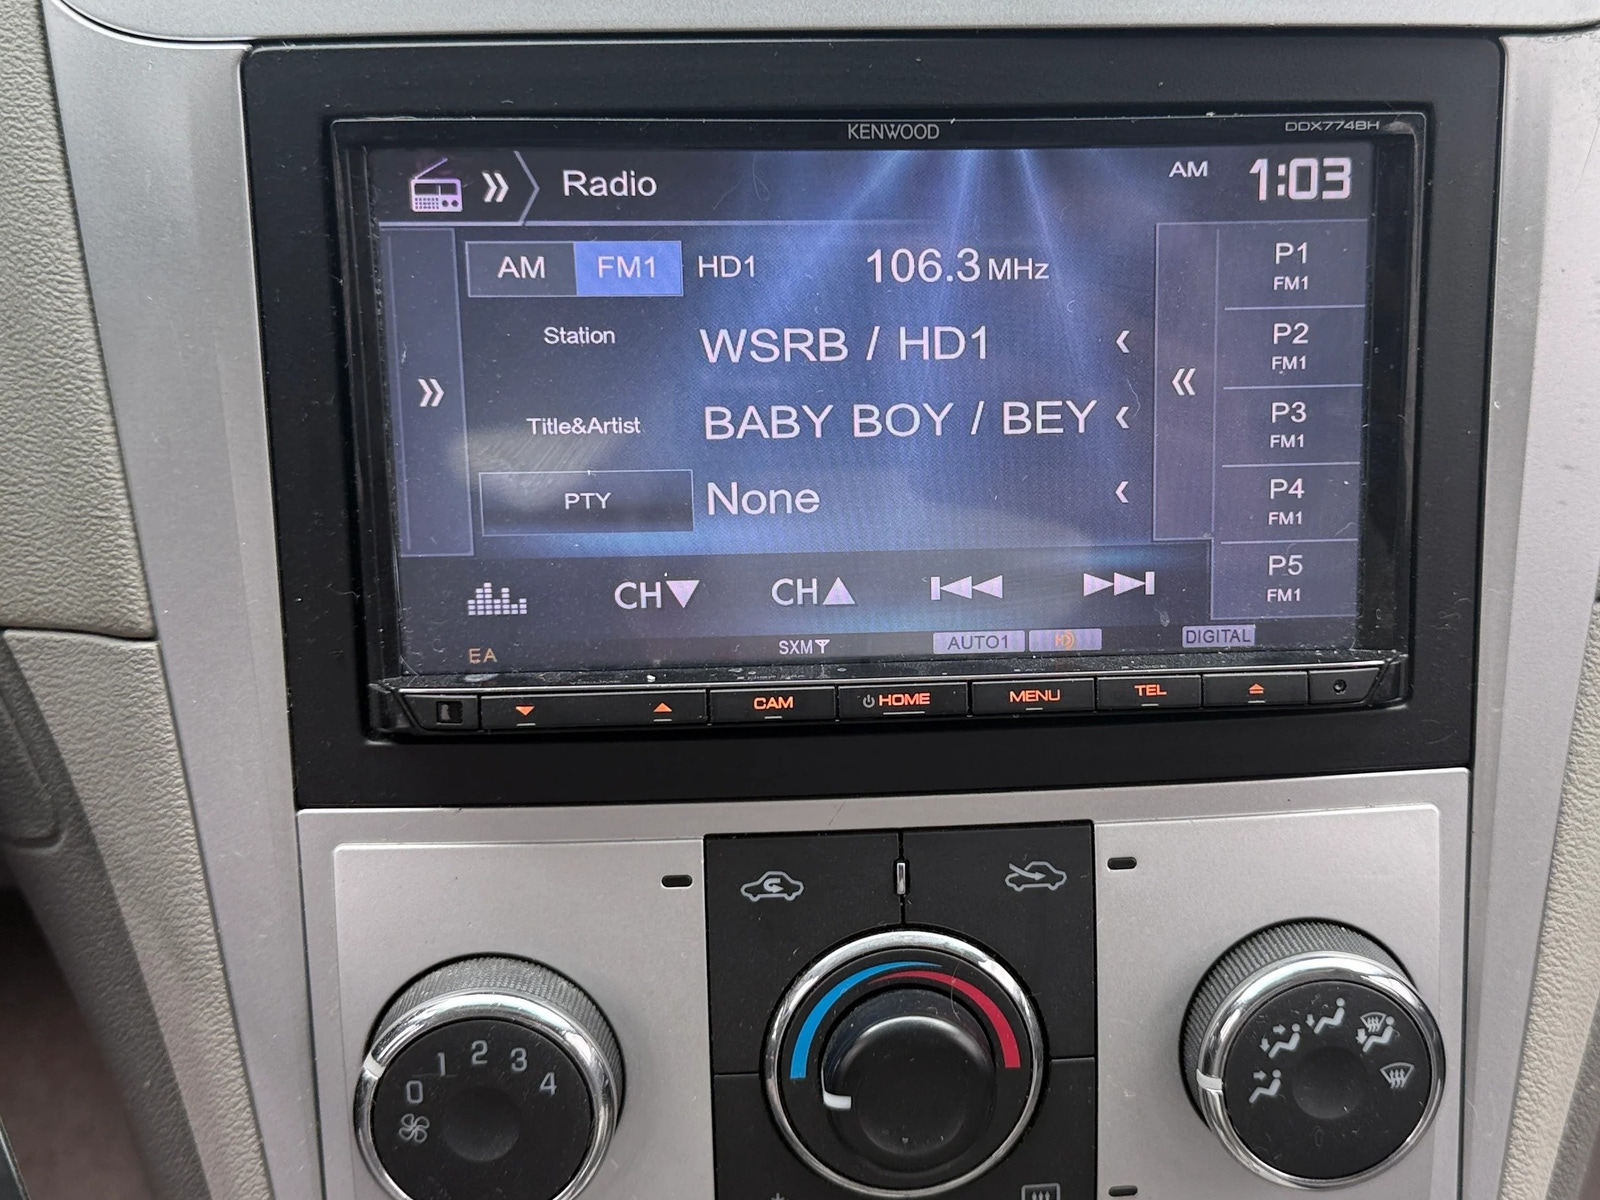 KENWOOD
DDX774BH
Radio
AM 1:03
AM FM1 HD1 106.3 MHz
Station WSRB / HD1
Title&Artist BABY BOY / BEY
PTY None
P1
FM1
P2
FM1
P3
FM1
P4
FM1
P5
FM1
CH▼ CH▲
EA SXM AUTO1 HD DIGITAL
CAM HOME MENU TEL
0 1 2 3 4